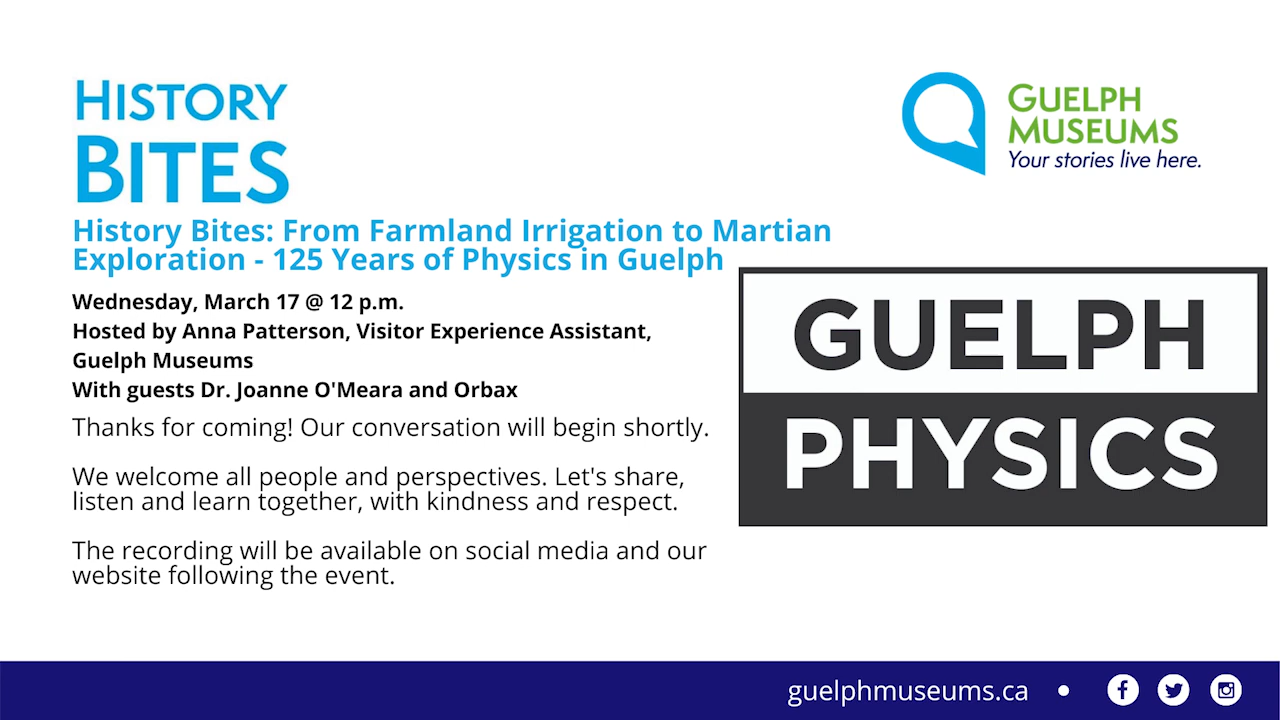 HISTORY
BITES
GUELPH
MUSEUMS
Your stories live here.
History Bites: From Farmland Irrigation to Martian
Exploration - 125 Years of Physics in Guelph
Wednesday, March 17 @ 12 p.m.
Hosted by Anna Patterson, Visitor Experience Assistant,
Guelph Museums
With guests Dr. Joanne O'Meara and Orbax
Thanks for coming! Our conversation will begin shortly.
We welcome all people and perspectives. Let's share,
listen and learn together, with kindness and respect.
The recording will be available on social media and our
website following the event.
GUELPH
PHYSICS
guelphmuseums.ca